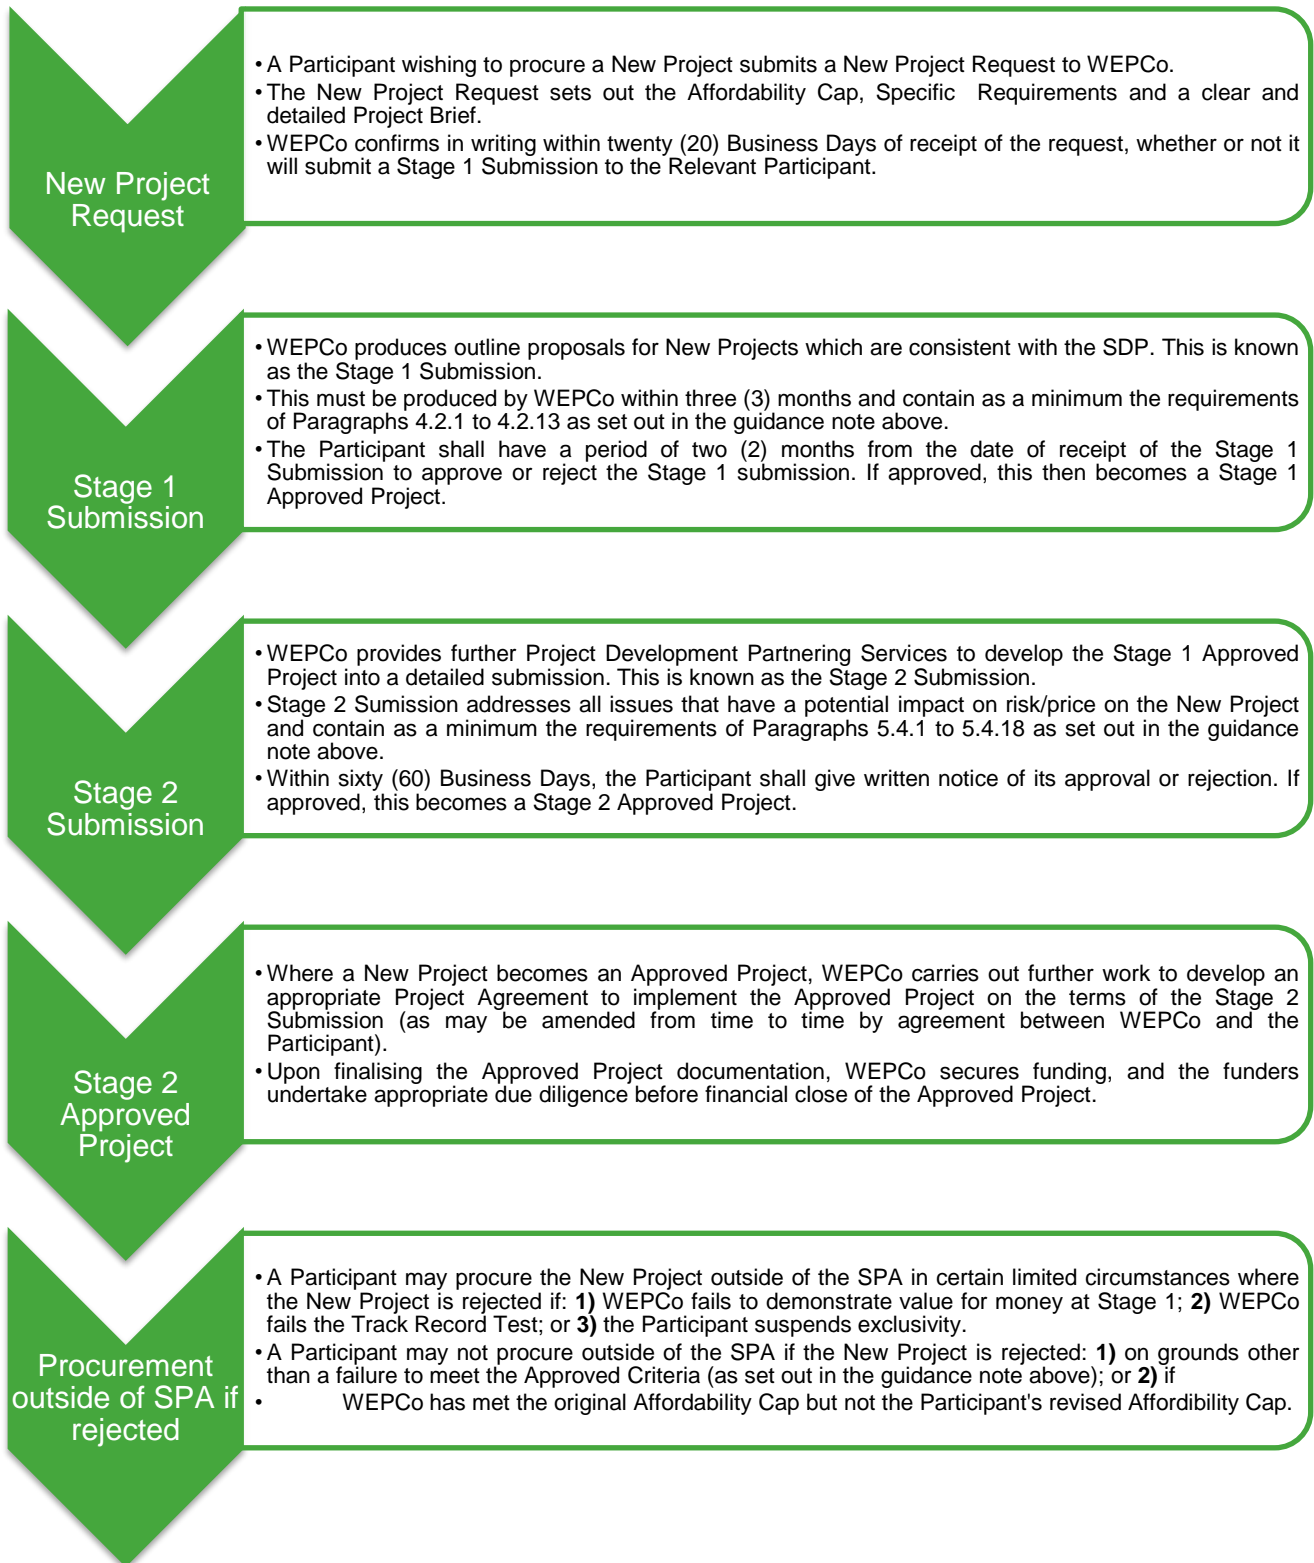 New Project
Request
• A Participant wishing to procure a New Project submits a New Project Request to WEPCo.
• The New Project Request sets out the Affordability Cap, Specific Requirements and a clear and
detailed Project Brief.
• WEPCo confirms in writing within twenty (20) Business Days of receipt of the request, whether or not it
will submit a Stage 1 Submission to the Relevant Participant.
Stage 1
Submission
• WEPCo produces outline proposals for New Projects which are consistent with the SDP. This is known
as the Stage 1 Submission.
• This must be produced by WEPCo within three (3) months and contain as a minimum the requirements
of Paragraphs 4.2.1 to 4.2.13 as set out in the guidance note above.
• The Participant shall have a period of two (2) months from the date of receipt of the Stage 1
Submission to approve or reject the Stage 1 submission. If approved, this then becomes a Stage 1
Approved Project.
Stage 2
Submission
• WEPCo provides further Project Development Partnering Services to develop the Stage 1 Approved
Project into a detailed submission. This is known as the Stage 2 Submission.
• Stage 2 Sumission addresses all issues that have a potential impact on risk/price on the New Project
and contain as a minimum the requirements of Paragraphs 5.4.1 to 5.4.18 as set out in the guidance
note above.
• Within sixty (60) Business Days, the Participant shall give written notice of its approval or rejection. If
approved, this becomes a Stage 2 Approved Project.
Stage 2
Approved
Project
• Where a New Project becomes an Approved Project, WEPCo carries out further work to develop an
appropriate Project Agreement to implement the Approved Project on the terms of the Stage 2
Submission (as may be amended from time to time by agreement between WEPCo and the
Participant).
• Upon finalising the Approved Project documentation, WEPCo secures funding, and the funders
undertake appropriate due diligence before financial close of the Approved Project.
Procurement
outside of SPA if
rejected
• A Participant may procure the New Project outside of the SPA in certain limited circumstances where
the New Project is rejected if: 1) WEPCo fails to demonstrate value for money at Stage 1; 2) WEPCo
fails the Track Record Test; or 3) the Participant suspends exclusivity.
• A Participant may not procure outside of the SPA if the New Project is rejected: 1) on grounds other
than a failure to meet the Approved Criteria (as set out in the guidance note above); or 2) if
• WEPCo has met the original Affordability Cap but not the Participant's revised Affordibility Cap.